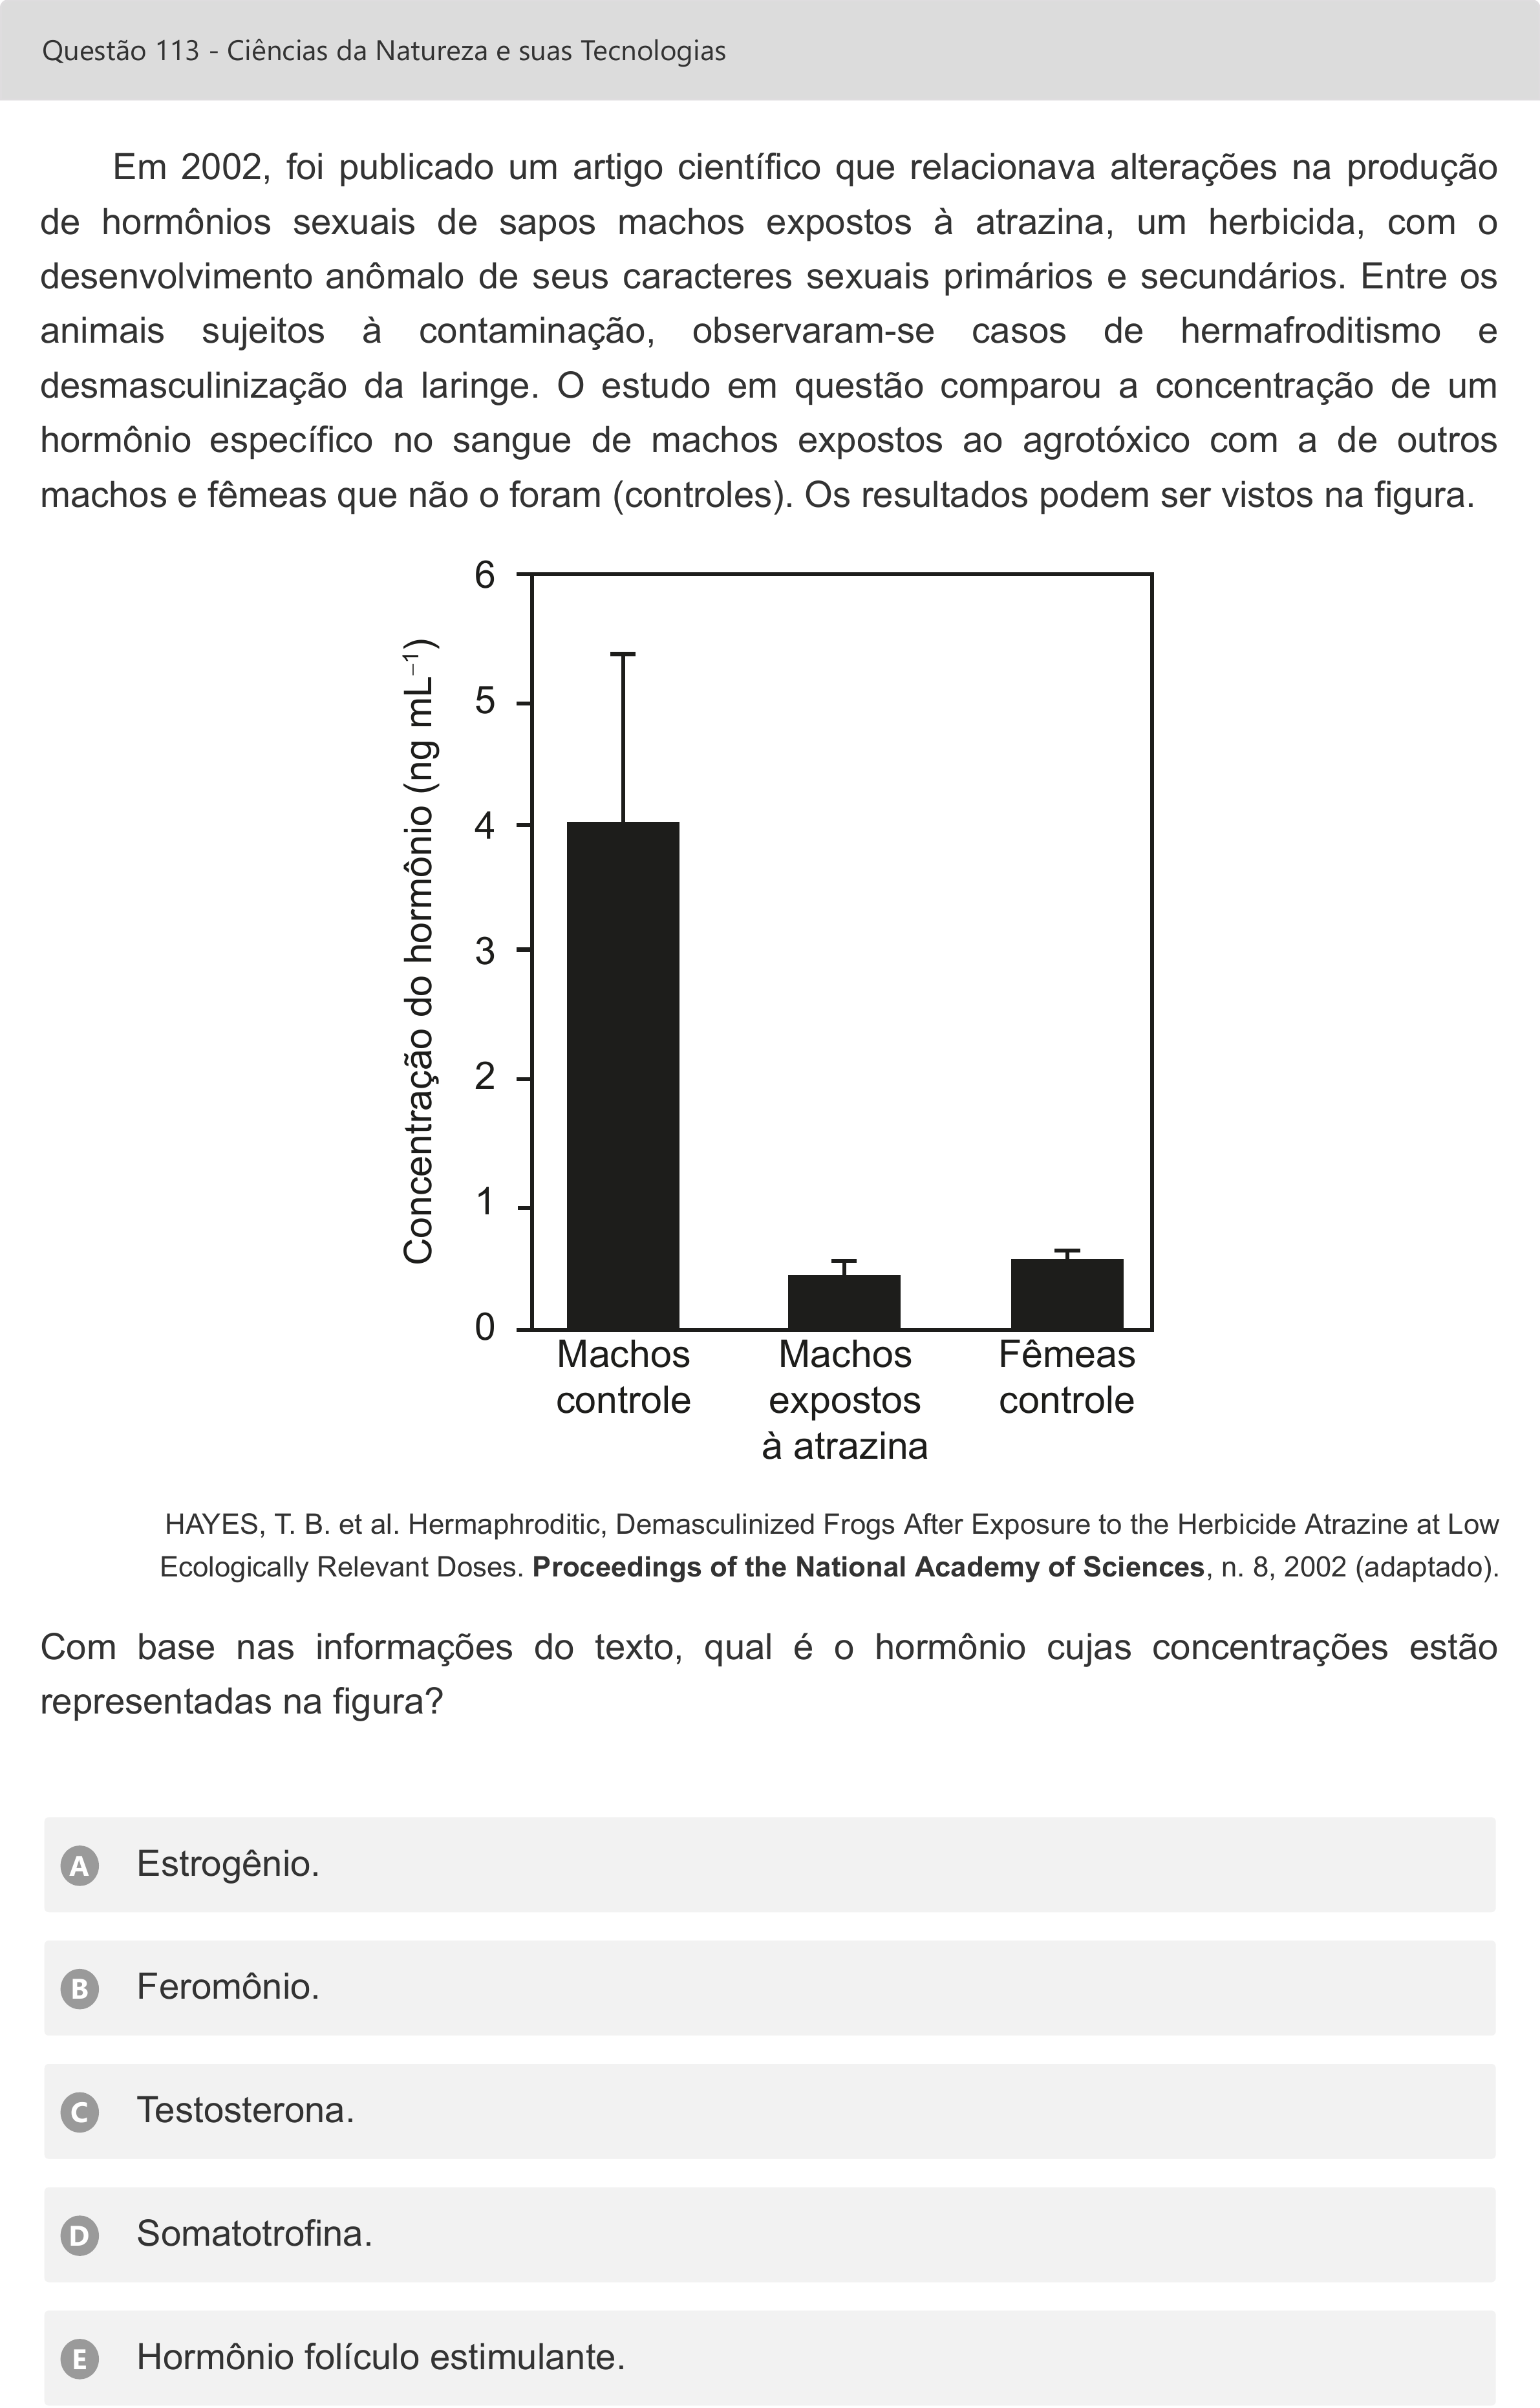 Questão 113 - Ciências da Natureza e suas Tecnologias
Em 2002, foi publicado um artigo científico que relacionava alterações na produção
de hormônios sexuais de sapos machos expostos à atrazina, um herbicida, com o
desenvolvimento anômalo de seus caracteres sexuais primários e secundários. Entre os
animais sujeitos à contaminação, observaram-se casos de hermafroditismo e
desmasculinização da laringe. O estudo em questão comparou a concentração de um
hormônio específico no sangue de machos expostos ao agrotóxico com a de outros
machos e fêmeas que não o foram (controles). Os resultados podem ser vistos na figura.
Concentração do hormônio (ng mL⁻¹)
6
5
4
3
2
1
0
Machos
controle
Machos
expostos
à atrazina
Fêmeas
controle
HAYES, T. B. et al. Hermaphroditic, Demasculinized Frogs After Exposure to the Herbicide Atrazine at Low
Ecologically Relevant Doses. Proceedings of the National Academy of Sciences, n. 8, 2002 (adaptado).
Com base nas informações do texto, qual é o hormônio cujas concentrações estão
representadas na figura?
A Estrogênio.
B Feromônio.
C Testosterona.
D Somatotrofina.
E Hormônio folículo estimulante.